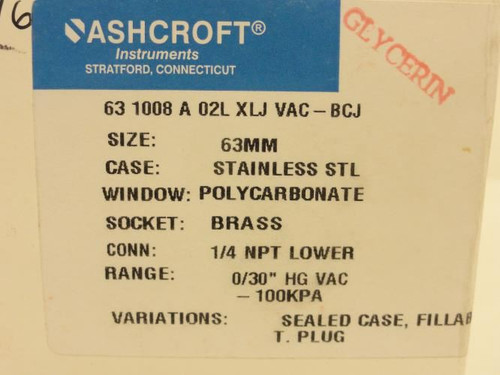 16
ASHCROFT®
Instruments
STRATFORD, CONNECTICUT
GLYCERIN
63 1008 A 02L XLJ VAC-BCJ
SIZE: 63MM
CASE: STAINLESS STL
WINDOW: POLYCARBONATE
SOCKET: BRASS
CONN: 1/4 NPT LOWER
RANGE: 0/30" HG VAC
-100KPA
VARIATIONS: SEALED CASE, FILLAB
T. PLUG